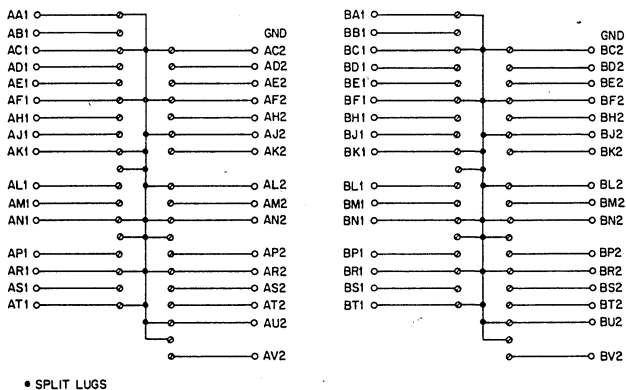 AA1 BA1
AB1 GND BB1 GND
AC1 AC2 BC1 BC2
AD1 AD2 BD1 BD2
AE1 AE2 BE1 BE2
AF1 AF2 BF1 BF2
AH1 AH2 BH1 BH2
AJ1 AJ2 BJ1 BJ2
AK1 AK2 BK1 BK2
AL1 AL2 BL1 BL2
AM1 AM2 BM1 BM2
AN1 AN2 BN1 BN2
AP1 AP2 BP1 BP2
AR1 AR2 BR1 BR2
AS1 AS2 BS1 BS2
AT1 AT2 BT1 BT2
AU2 BU2
AV2 BV2
• SPLIT LUGS